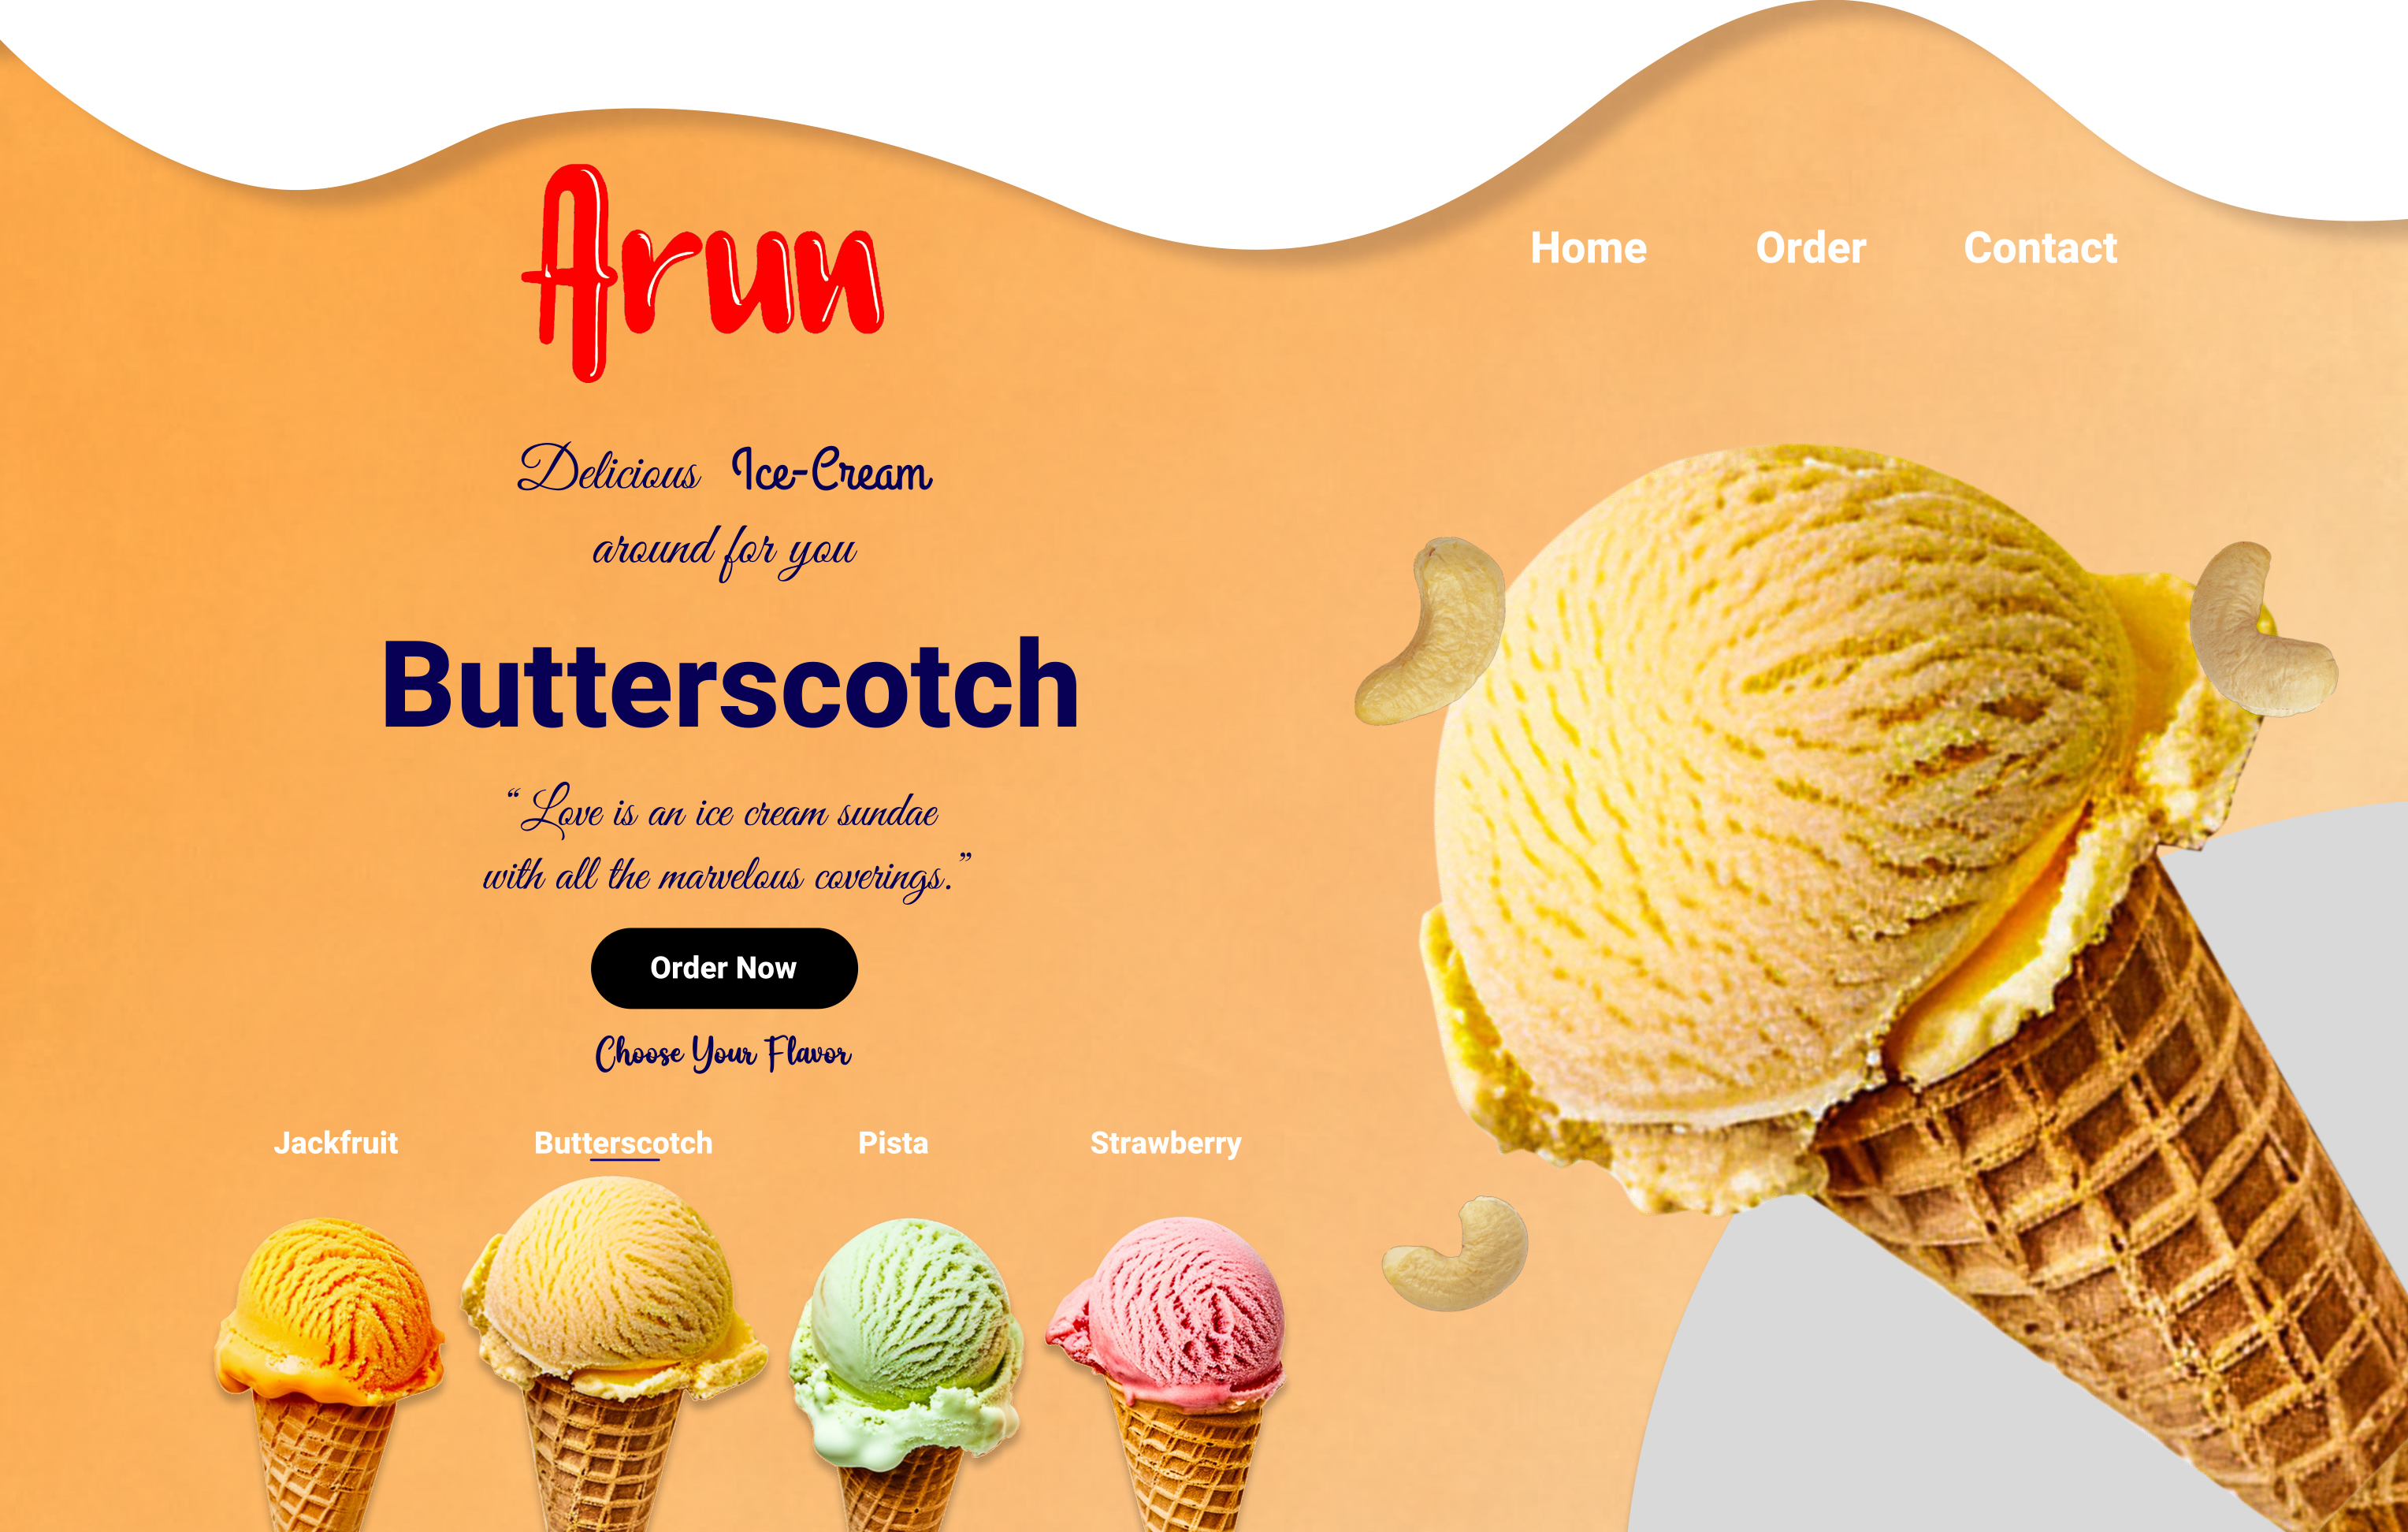 Arun
Home Order Contact
Delicious Ice-Cream
around for you
Butterscotch
“ Love is an ice cream sundae
with all the marvelous coverings.”
Order Now
Choose Your Flavor
Jackfruit Butterscotch Pista Strawberry